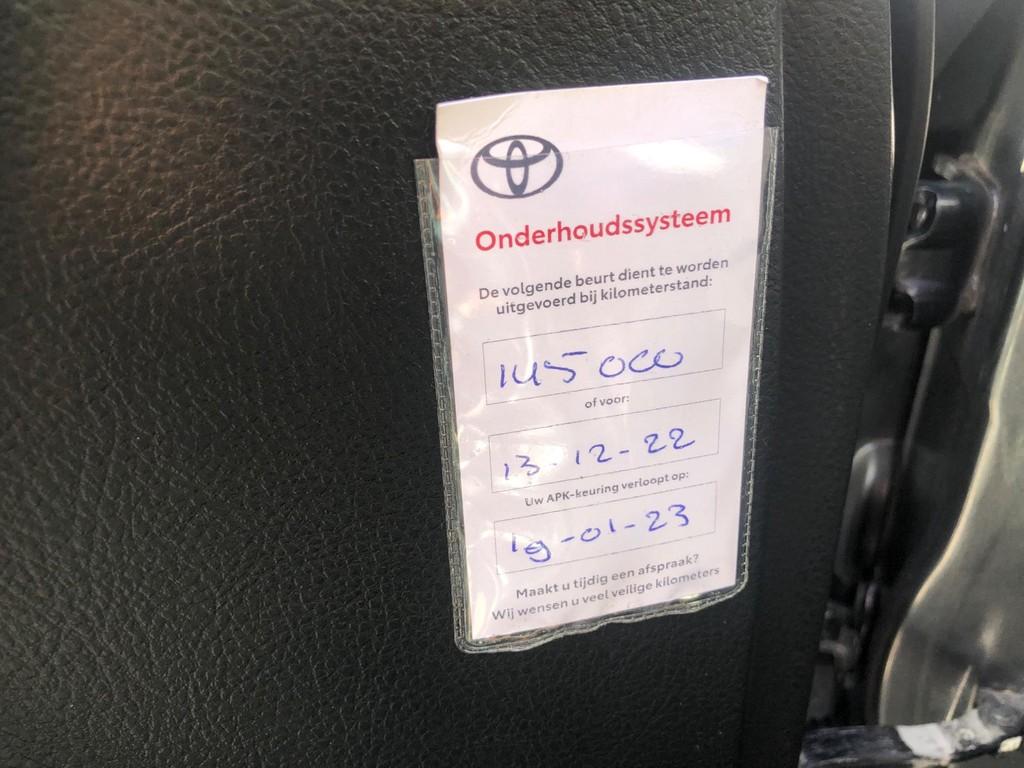 Onderhoudssysteem
De volgende beurt dient te worden
uitgevoerd bij kilometerstand:
145 000
of voor:
13-12-22
Uw APK-keuring verloopt op:
19-01-23
Maakt u tijdig een afspraak?
Wij wensen u veel veilige kilometers